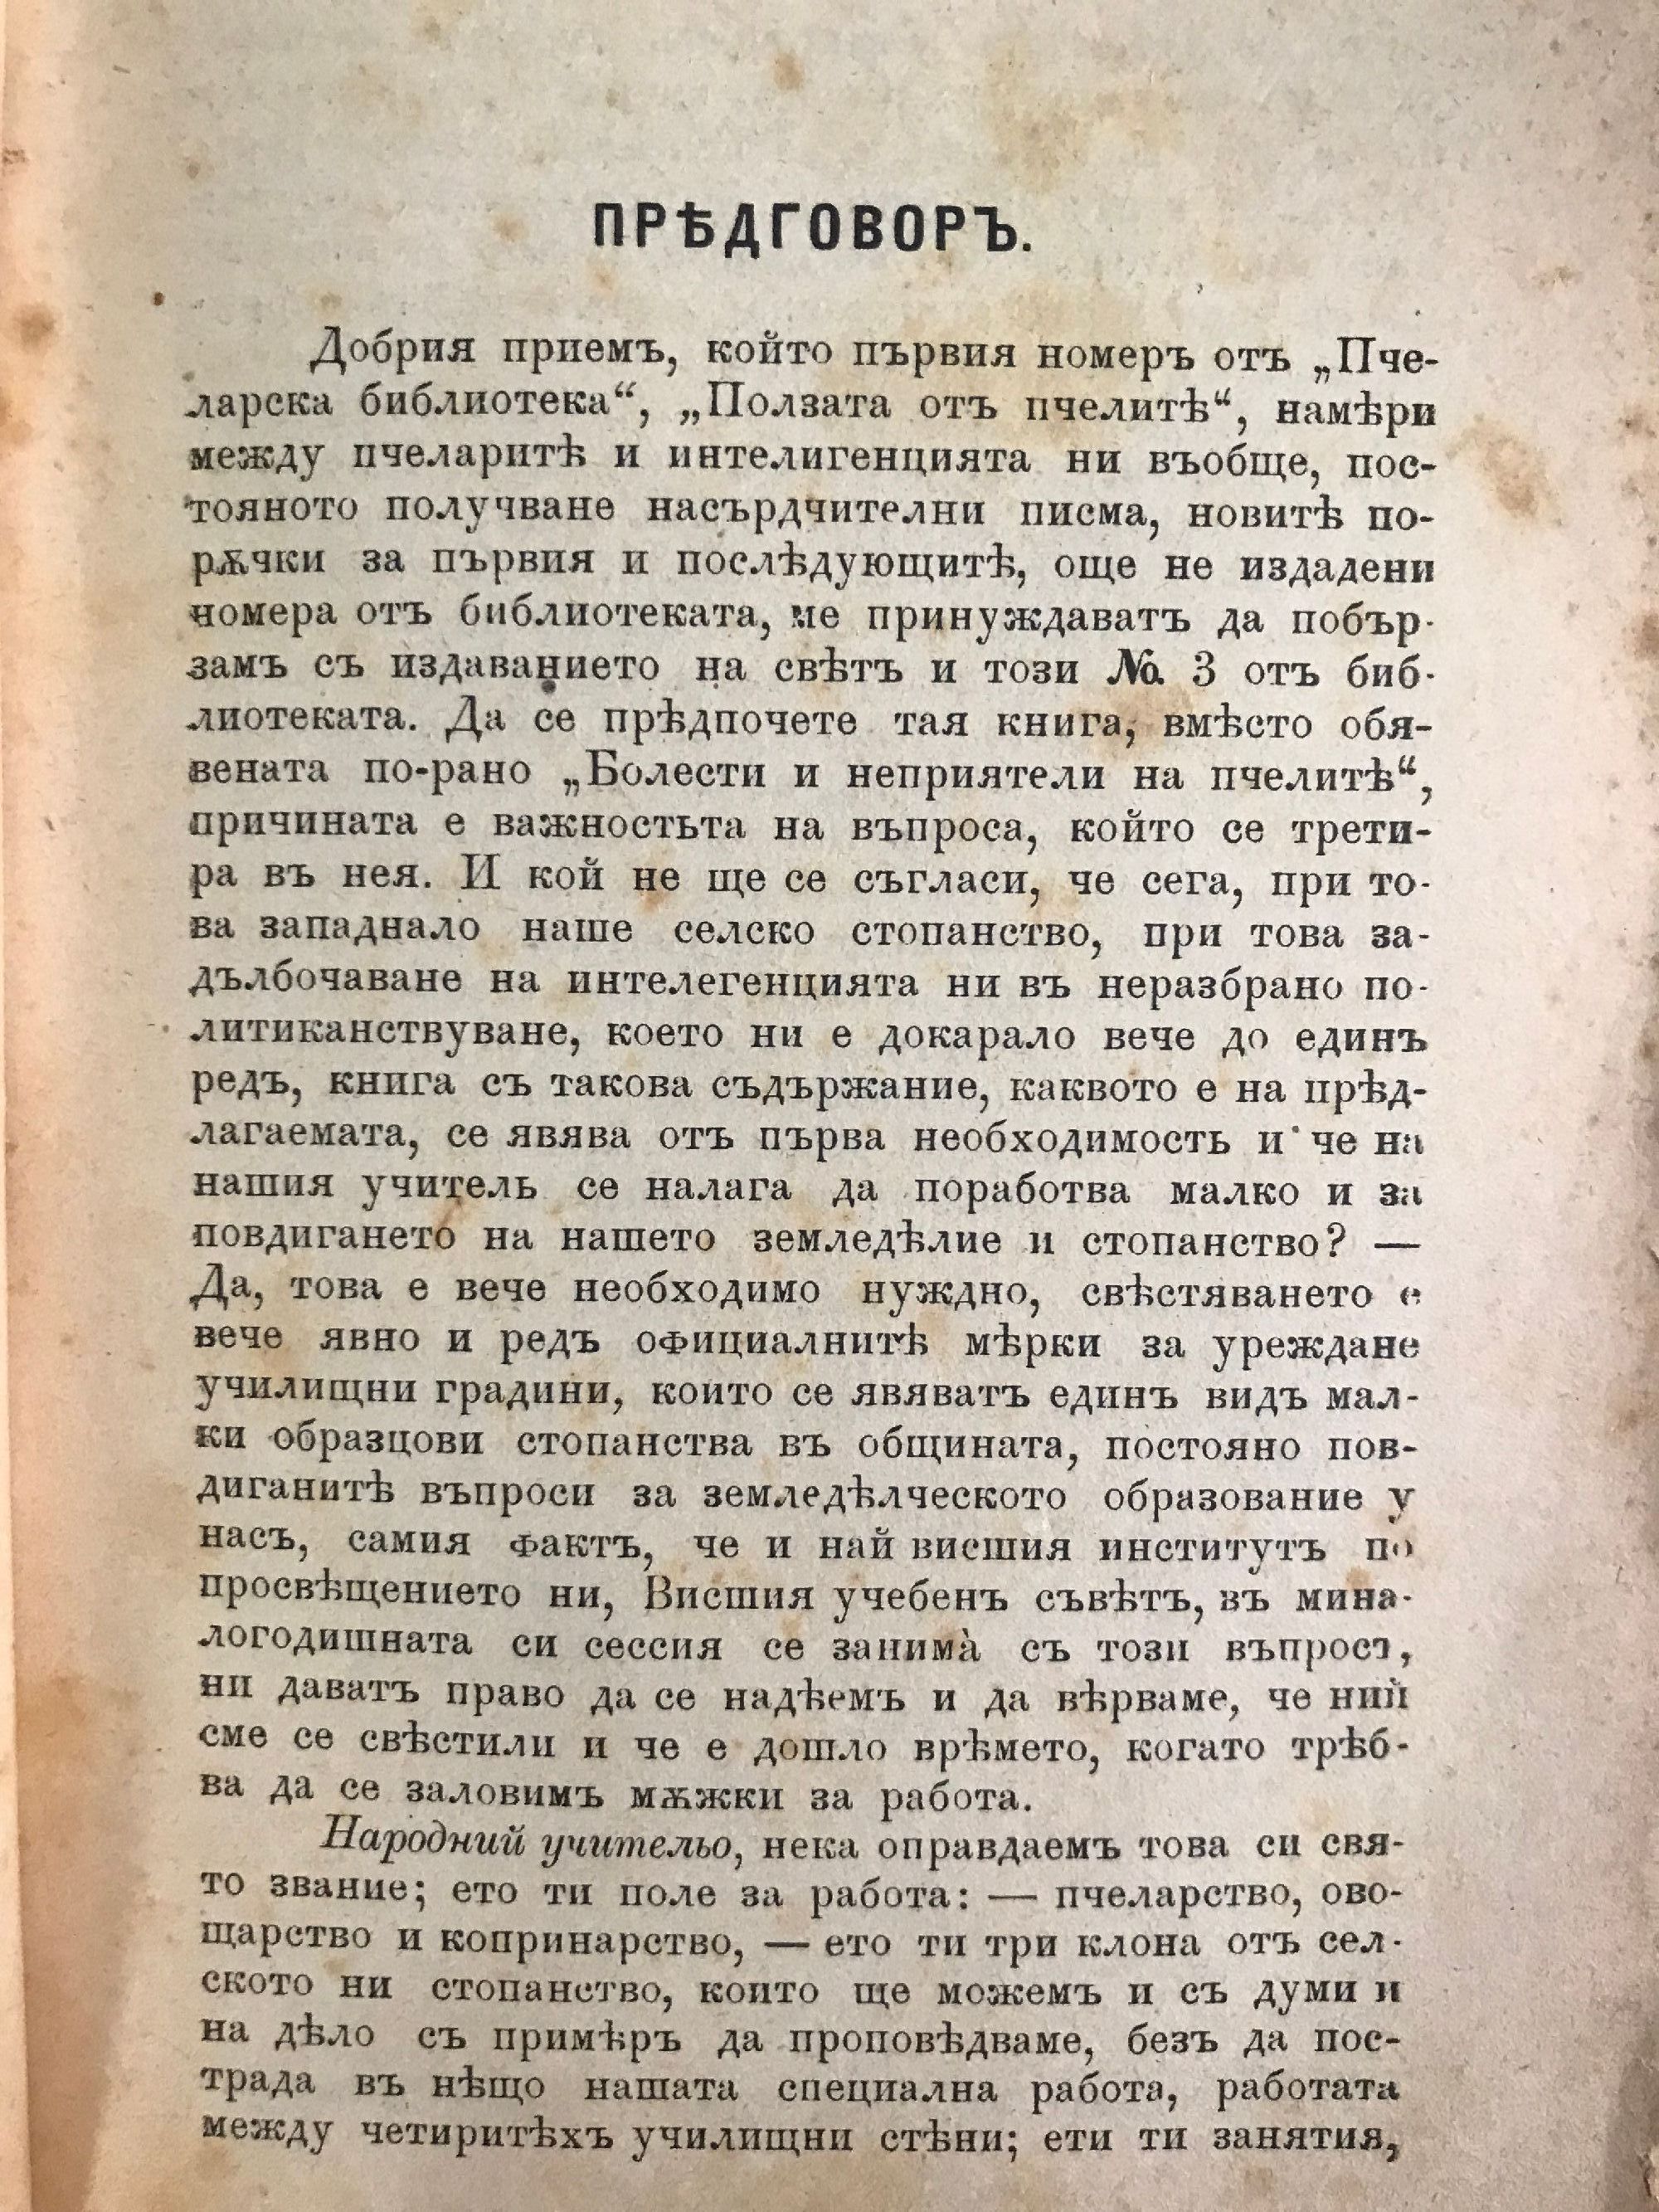 ПРѢДГОВОРЪ.
Добрия приемъ, който първия номеръ отъ „Пче-
ларска библиотека“, „Ползата отъ пчелитѣ“, намѣри
между пчеларитѣ и интелигенцията ни въобще, пос-
тояното получване насърдчителни писма, новитѣ по-
рѫчки за първия и послѣдующитѣ, още не издадени
номера отъ библиотеката, ме принуждаватъ да побър-
замъ съ издаванието на свѣтъ и този № 3 отъ биб-
лиотеката. Да се прѣдпочете тая книга, вмѣсто обя-
вената по-рано „Болести и неприятели на пчелитѣ“,
причината е важностьта на въпроса, който се трети-
ра въ нея. И кой не ще се съгласи, че сега, при то-
ва западнало наше селско стопанство, при това за-
дълбочаване на интелегенцията ни въ неразбрано по-
литиканствуване, което ни е докарало вече до единъ
редъ, книга съ такова съдържание, каквото е на прѣд-
лагаемата, се явява отъ първа необходимость и че на
нашия учитель се налага да поработва малко и за
повдигането на нашето земледѣлие и стопанство? —
Да, това е вече необходимо нуждно, свѣстяването е
вече явно и редъ официалнитѣ мѣрки за уреждане
училищни градини, които се явяватъ единъ видъ мал-
ки образцови стопанства въ общината, постояно пов-
диганитѣ въпроси за земледѣлческото образование у
насъ, самия фактъ, че и най висшия институтъ по
просвѣщението ни, Висшия учебенъ съвѣтъ, въ мина-
логодишната си сессия се занима̀ съ този въпросъ,
ни даватъ право да се надѣемъ и да вѣрваме, че ний
сме се свѣстили и че е дошло врѣмето, когато трѣб-
ва да се заловимъ мѫжки за работа.
Народний учительо, нека оправдаемъ това си свя-
то звание; ето ти поле за работа: — пчеларство, ово-
щарство и копринарство, — ето ти три клона отъ сел-
ското ни стопанство, които ще можемъ и съ думи и
на дѣло съ примѣръ да проповѣдваме, безъ да пос-
трада въ нѣщо нашата специална работа, работата
между четиритѣхъ училищни стѣни; ети ти занятия,